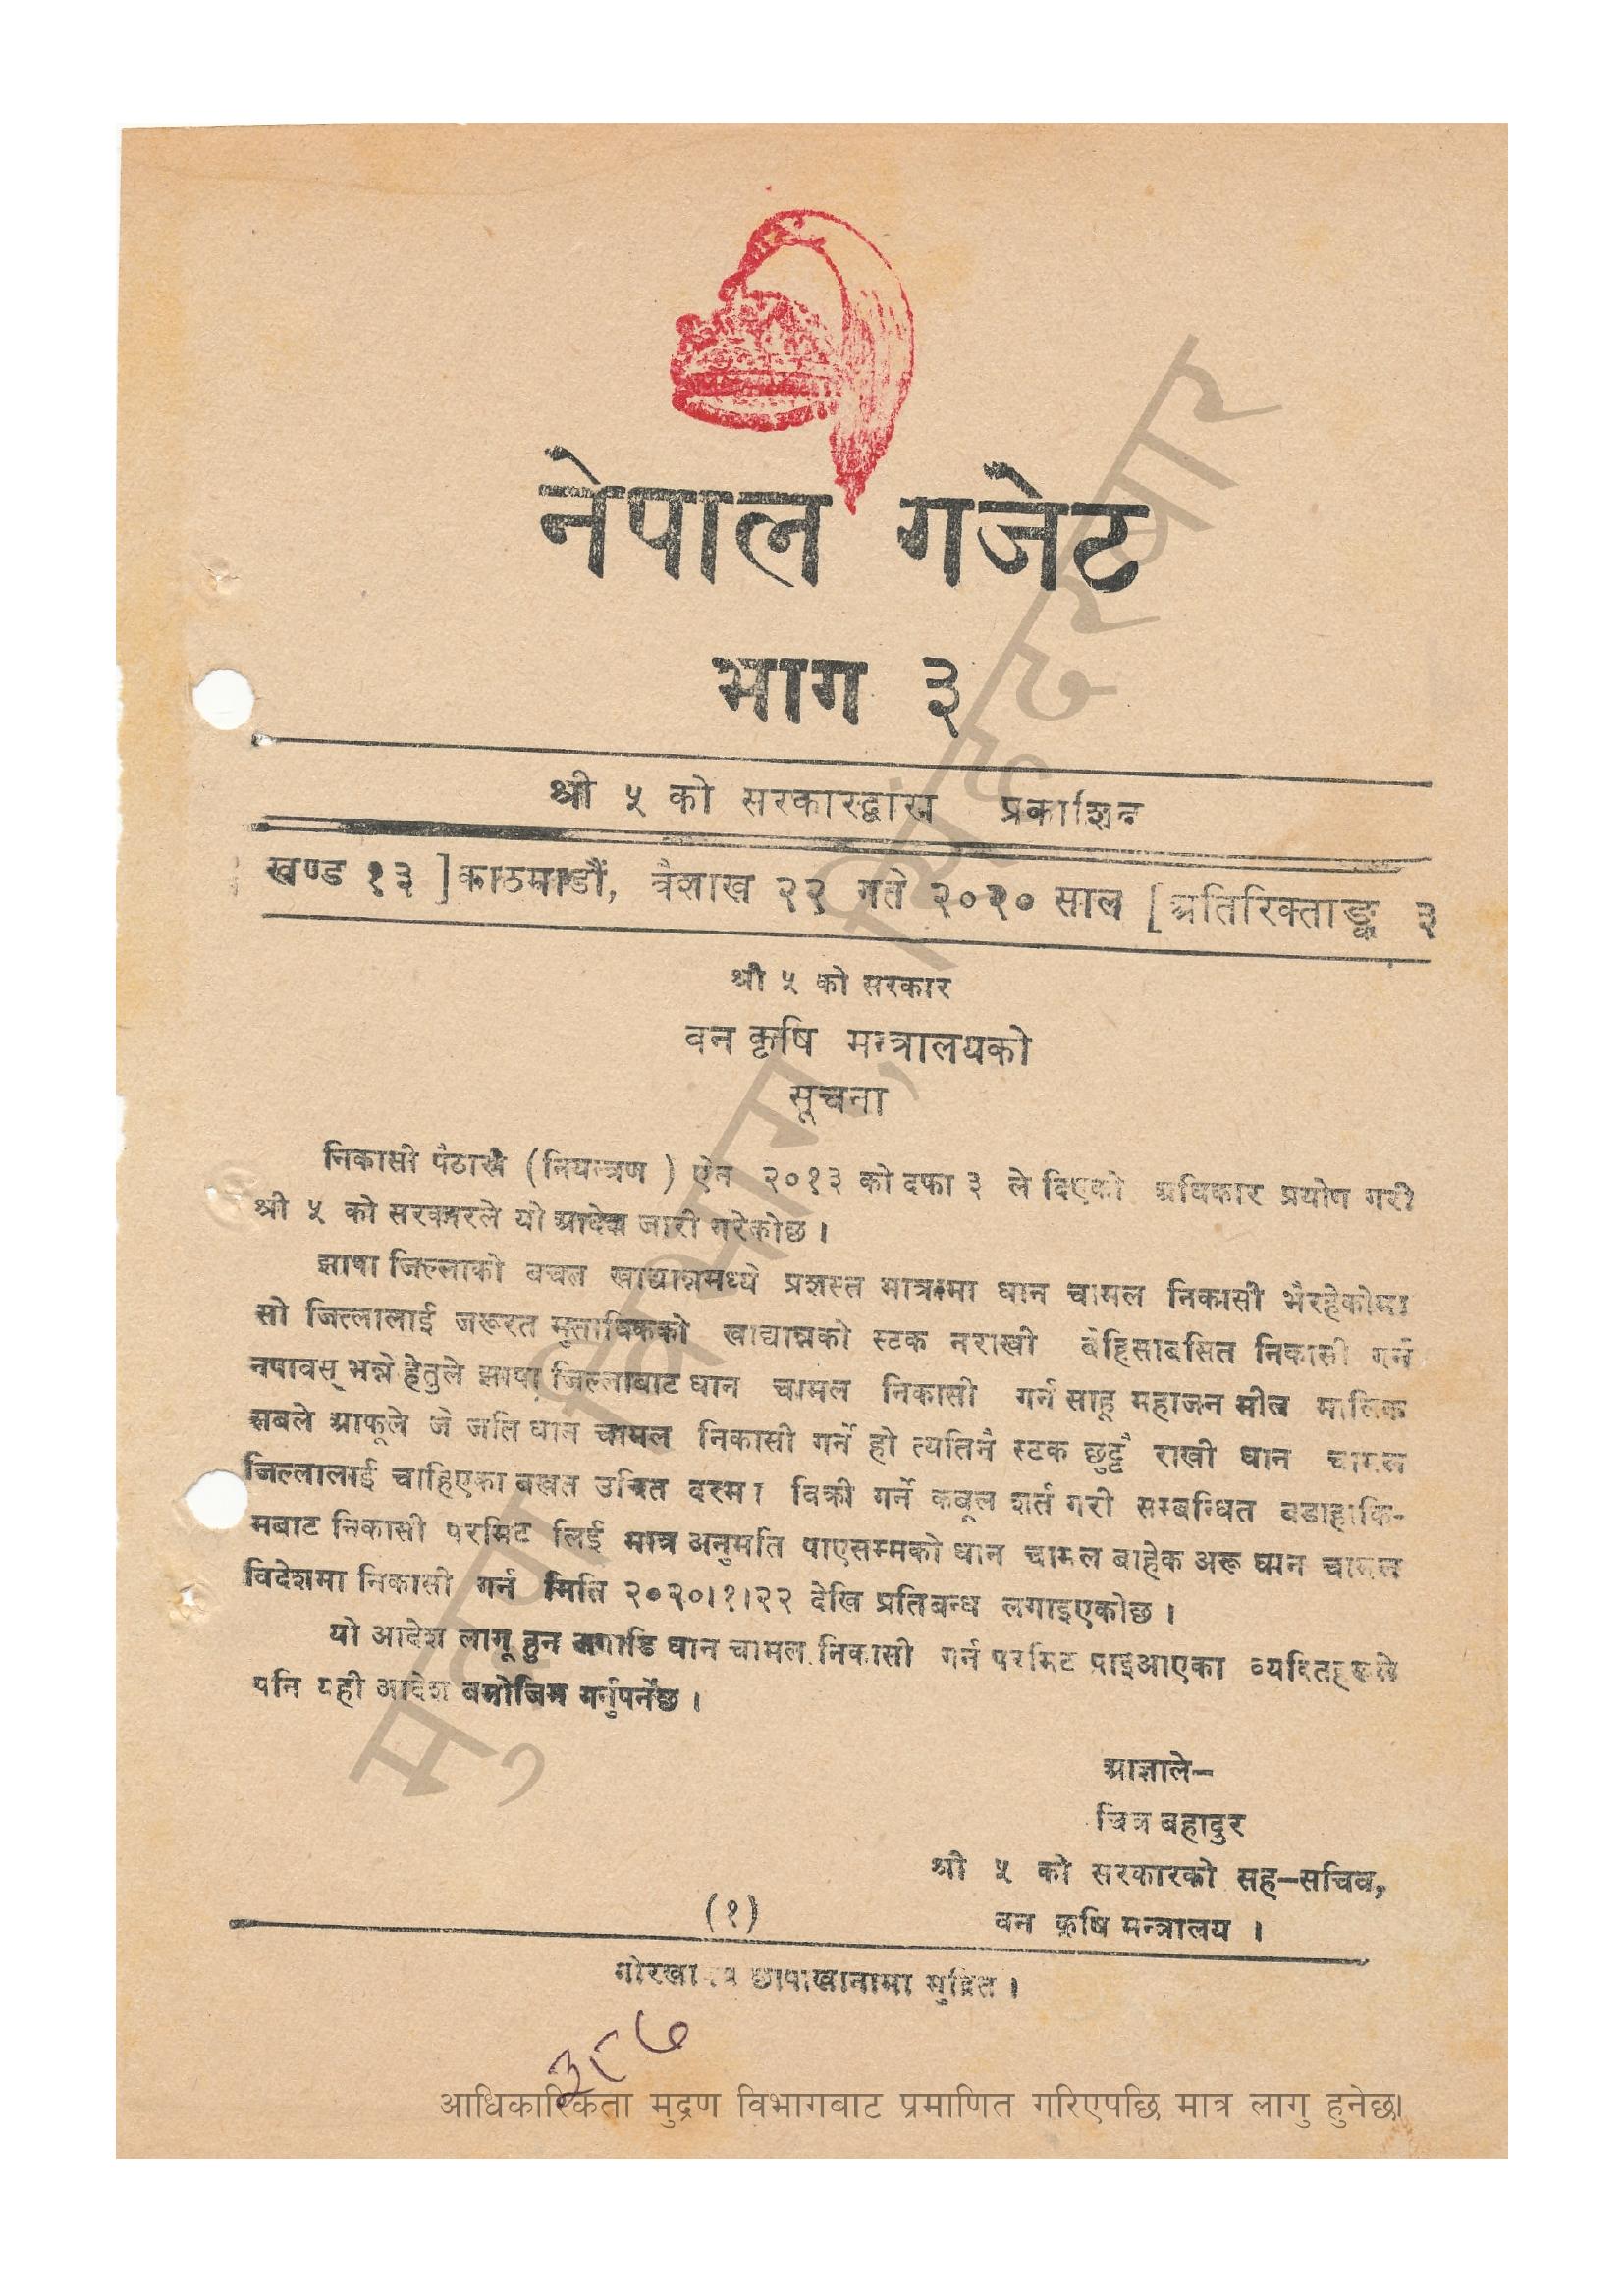 नेपाल गजेट
भाग ३
श्री ५ को सरकारद्वारा प्रकाशित
खण्ड १३ ] काठमाडौं, वैशाख २२ गते २०२० साल [ अतिरिक्ताङ्क ३
श्री ५ को सरकार
वन कृषि मन्त्रालयको
सूचना
निकासी पैठारी (नियन्त्रण ) ऐन २०१३ को दफा ३ ले दिएको अधिकार प्रयोग गरी
श्री ५ को सरकारले यो आदेश जारी गरेकोछ ।
झापा जिल्लाको बचत खाद्यान्नमध्ये प्रशस्त मात्रामा धान चामल निकासी भैरहेकोमा
सो जिल्लालाई जरूरत मुताविकको खाद्यान्नको स्टक नराखी बेहिसाबसित निकासी गर्न
नपावस् भन्ने हेतुले झापा जिल्लाबाट धान चामल निकासी गर्न साहू महाजन मील मालिक
सबले आफूले जे जति धान चामल निकासी गर्ने हो त्यतिनै स्टक छुट्टै राखी धान चामल
जिल्लालाई चाहिएका बखत उचित दरमा विक्री गर्ने कबूल शर्त गरी सम्बन्धित बडाहाकि-
मबाट निकासी परमिट लिई मात्र अनुमति पाएसम्मको धान चामल बाहेक अरू धान चामल
विदेशमा निकासी गर्न मिति २०२०।१।२२ देखि प्रतिबन्ध लगाइएकोछ ।
यो आदेश लागू हुन अगाडि धान चामल निकासी गर्न परमिट पाइआएका व्यक्तिहरूले
पनि यही आदेश बमोजिम गर्नुपर्नेछ ।
आज्ञाले–
चित्र बहादुर
श्री ५ को सरकारको सह–सचिव,
वन कृषि मन्त्रालय ।
(१)
गोरखापत्र छापाखानामा मुद्रित ।
३८७
आधिकारिकता मुद्रण विभागबाट प्रमाणित गरिएपछि मात्र लागु हुनेछ।
मुद्रण विभाग, सिंहदरबार